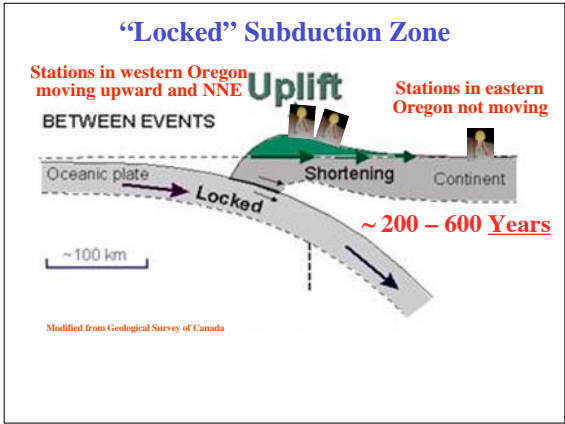 “Locked” Subduction Zone
Stations in western Oregon
moving upward and NNE
Uplift
Stations in eastern
Oregon not moving
BETWEEN EVENTS
Oceanic plate
Locked
Shortening
Continent
~ 200 – 600 Years
~100 km
Modified from Geological Survey of Canada